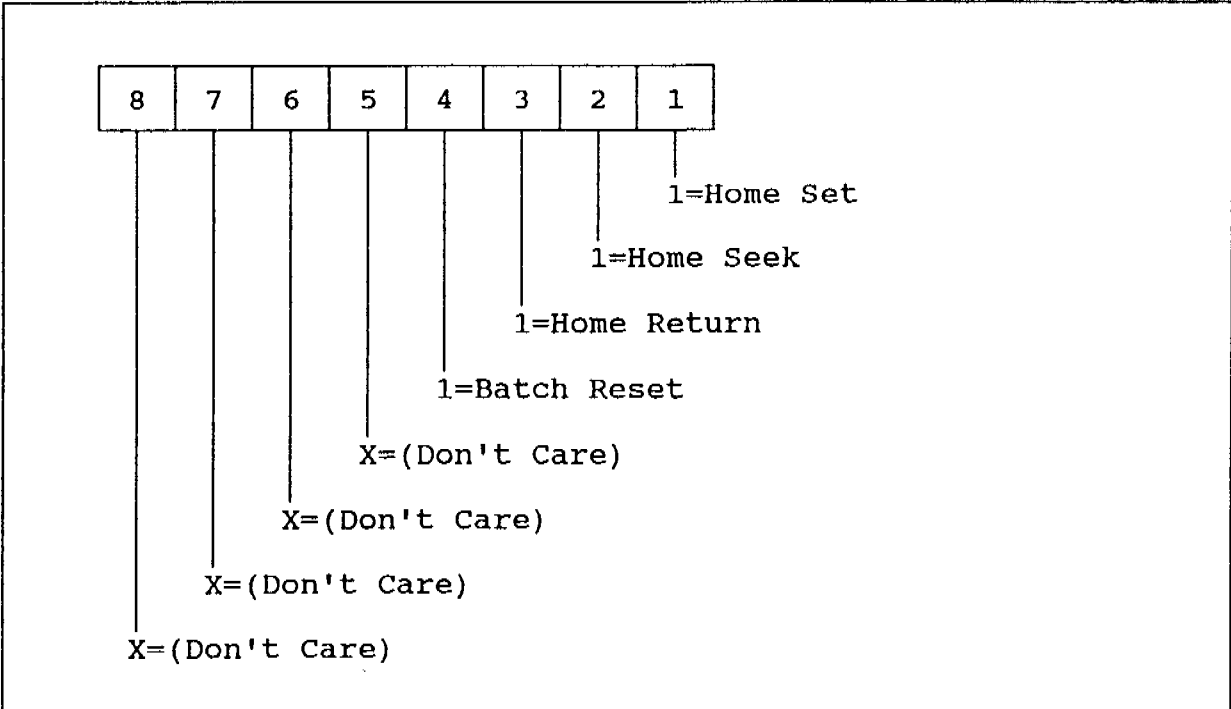 8 7 6 5 4 3 2 1
1=Home Set
1=Home Seek
1=Home Return
1=Batch Reset
X=(Don't Care)
X=(Don't Care)
X=(Don't Care)
X=(Don't Care)